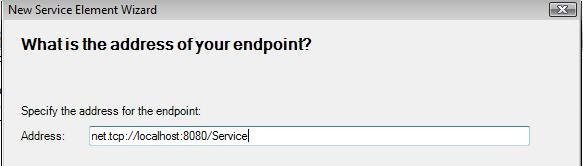 New Service Element Wizard
What is the address of your endpoint?
Specify the address for the endpoint:
Address: net.tcp://localhost:8080/Service